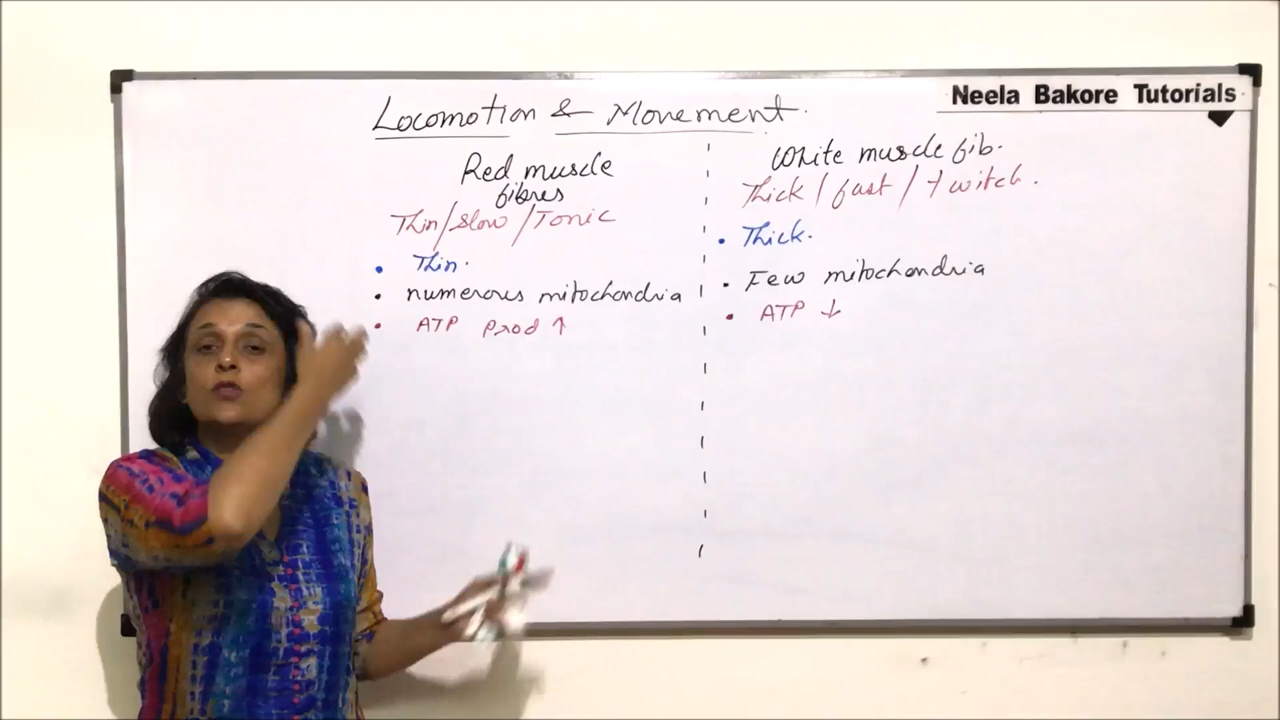 Neela Bakore Tutorials
Locomotion & Movement.
Red muscle
fibres
Thin/Slow/Tonic
• Thin.
• numerous mitochondria
• ATP Prod ↑
White muscle fib.
Thick / fast / twitch.
• Thick.
• Few mitochondria
• ATP ↓